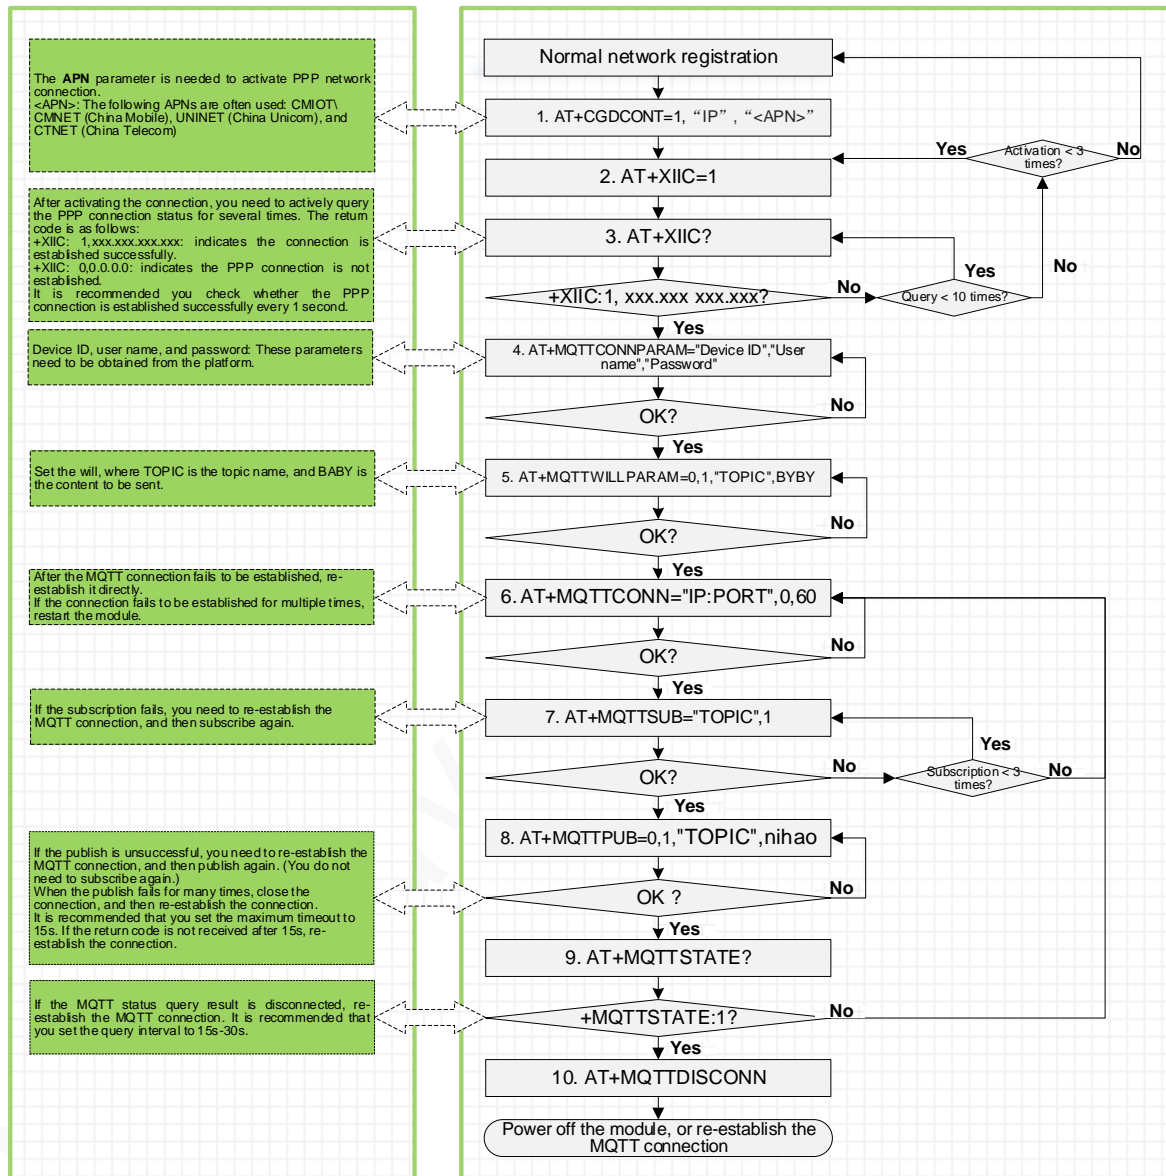 Normal network registration
The APN parameter is needed to activate PPP network
connection.
<APN>: The following APNs are often used: CMIOT\
CMNET (China Mobile), UNINET (China Unicom), and
CTNET (China Telecom)
1. AT+CGDCONT=1, “IP” , “<APN>”
Yes
Activation < 3
times?
No
2. AT+XIIC=1
After activating the connection, you need to actively query
the PPP connection status for several times. The return
code is as follows:
+XIIC: 1,xxx.xxx.xxx.xxx: indicates the connection is
established successfully.
+XIIC: 0,0.0.0.0: indicates the PPP connection is not
established.
It is recommended you check whether the PPP
connection is established successfully every 1 second.
3. AT+XIIC?
Yes
No
+XIIC:1, xxx.xxx xxx.xxx?
No
Query < 10 times?
Yes
Device ID, user name, and password: These parameters
need to be obtained from the platform.
4. AT+MQTTCONNPARAM="Device ID","User
name","Password"
OK?
No
Yes
Set the will, where TOPIC is the topic name, and BABY is
the content to be sent.
5. AT+MQTTWILLPARAM=0,1,"TOPIC",BYBY
OK?
No
Yes
After the MQTT connection fails to be established, re-
establish it directly.
If the connection fails to be established for multiple times,
restart the module.
6. AT+MQTTCONN="IP:PORT",0,60
OK?
No
Yes
If the subscription fails, you need to re-establish the
MQTT connection, and then subscribe again.
7. AT+MQTTSUB="TOPIC",1
Yes
OK?
No
Subscription < 3
times?
No
Yes
If the publish is unsuccessful, you need to re-establish the
MQTT connection, and then publish again. (You do not
need to subscribe again.)
When the publish fails for many times, close the
connection, and then re-establish the connection.
It is recommended that you set the maximum timeout to
15s. If the return code is not received after 15s, re-
establish the connection.
8. AT+MQTTPUB=0,1,"TOPIC",nihao
OK ?
No
Yes
9. AT+MQTTSTATE?
If the MQTT status query result is disconnected, re-
establish the MQTT connection. It is recommended that
you set the query interval to 15s-30s.
+MQTTSTATE:1?
No
Yes
10. AT+MQTTDISCONN
Power off the module, or re-establish the
MQTT connection